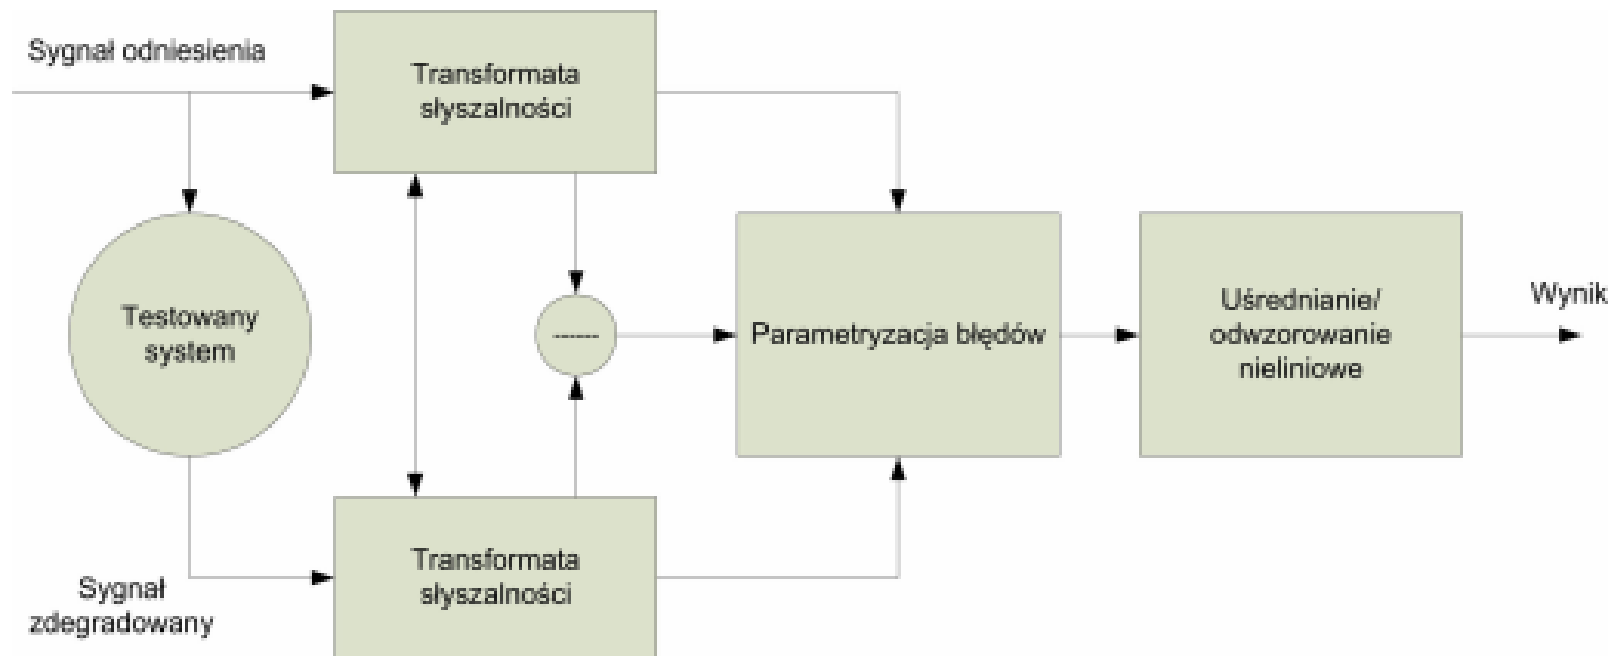 Sygnał odniesienia
Transformata
słyszalności
Testowany
system
------
Parametryzacja błędów
Uśrednianie/
odwzorowanie
nieliniowe
Wynik
Transformata
słyszalności
Sygnał
zdegradowany